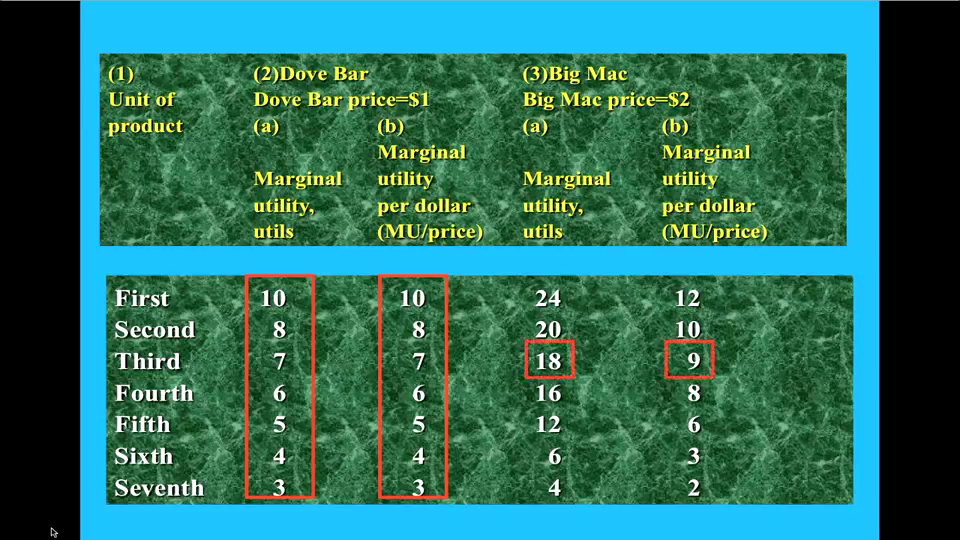 (1) (2)Dove Bar (3)Big Mac
Unit of Dove Bar price=$1 Big Mac price=$2
product (a) (b) (a) (b)
Marginal Marginal
Marginal utility Marginal utility
utility, per dollar utility, per dollar
utils (MU/price) utils (MU/price)
First 10 10 24 12
Second 8 8 20 10
Third 7 7 18 9
Fourth 6 6 16 8
Fifth 5 5 12 6
Sixth 4 4 6 3
Seventh 3 3 4 2